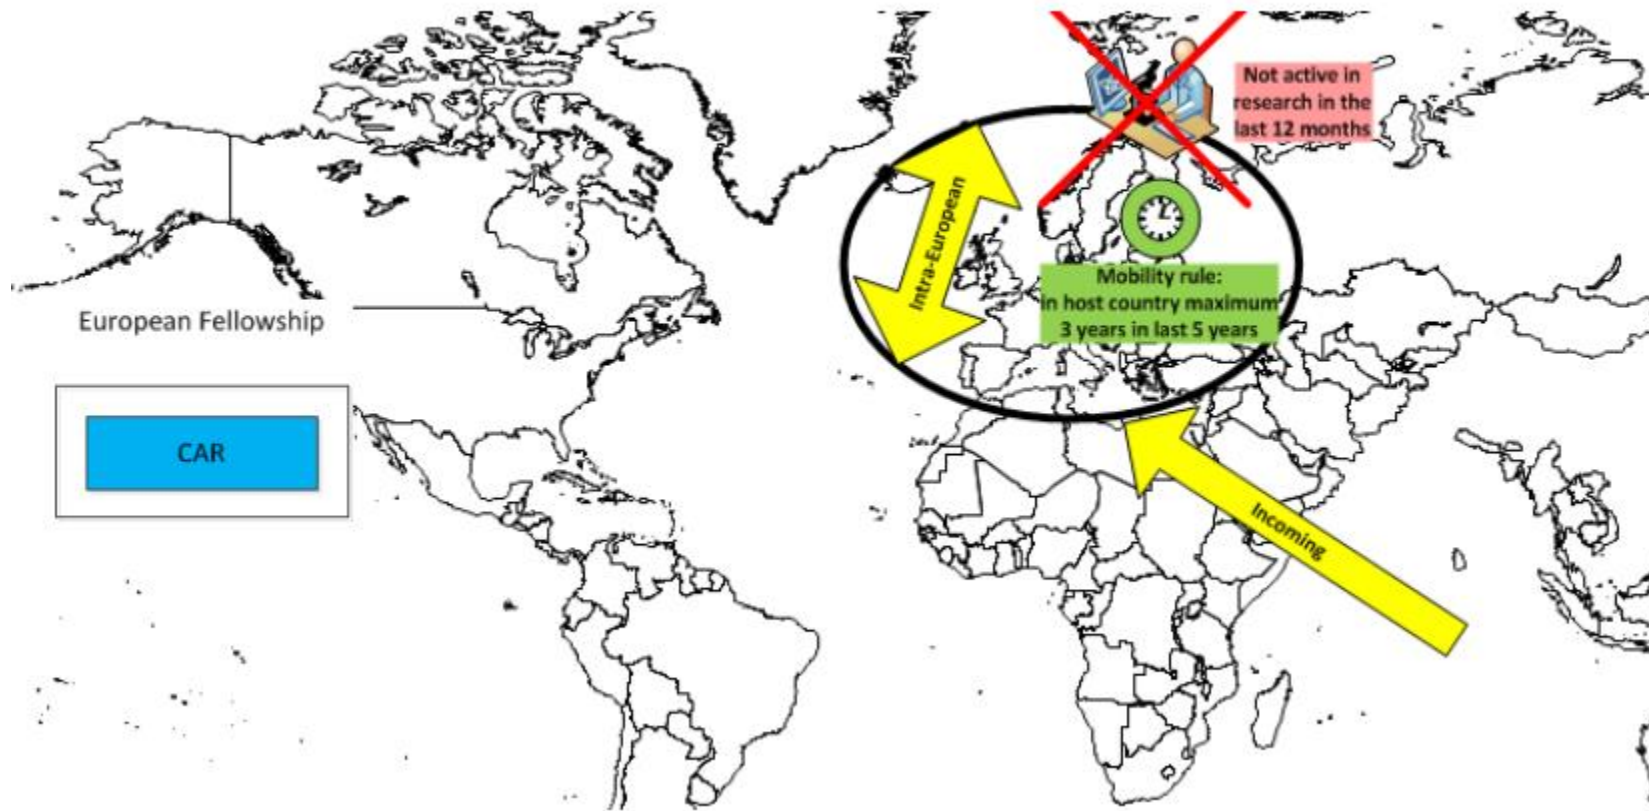 Not active in
research in the
last 12 months
Intra-European
Mobility rule:
in host country maximum
3 years in last 5 years
European Fellowship
CAR
Incoming